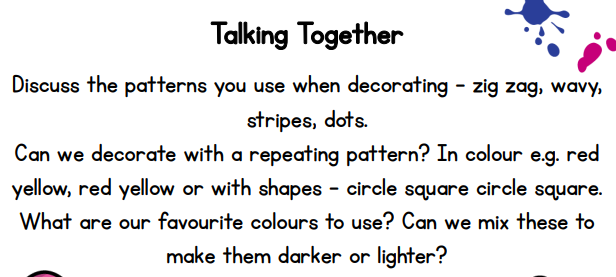 Talking Together
Discuss the patterns you use when decorating - zig zag, wavy,
stripes, dots.
Can we decorate with a repeating pattern? In colour e.g. red
yellow, red yellow or with shapes - circle square circle square.
What are our favourite colours to use? Can we mix these to
make them darker or lighter?